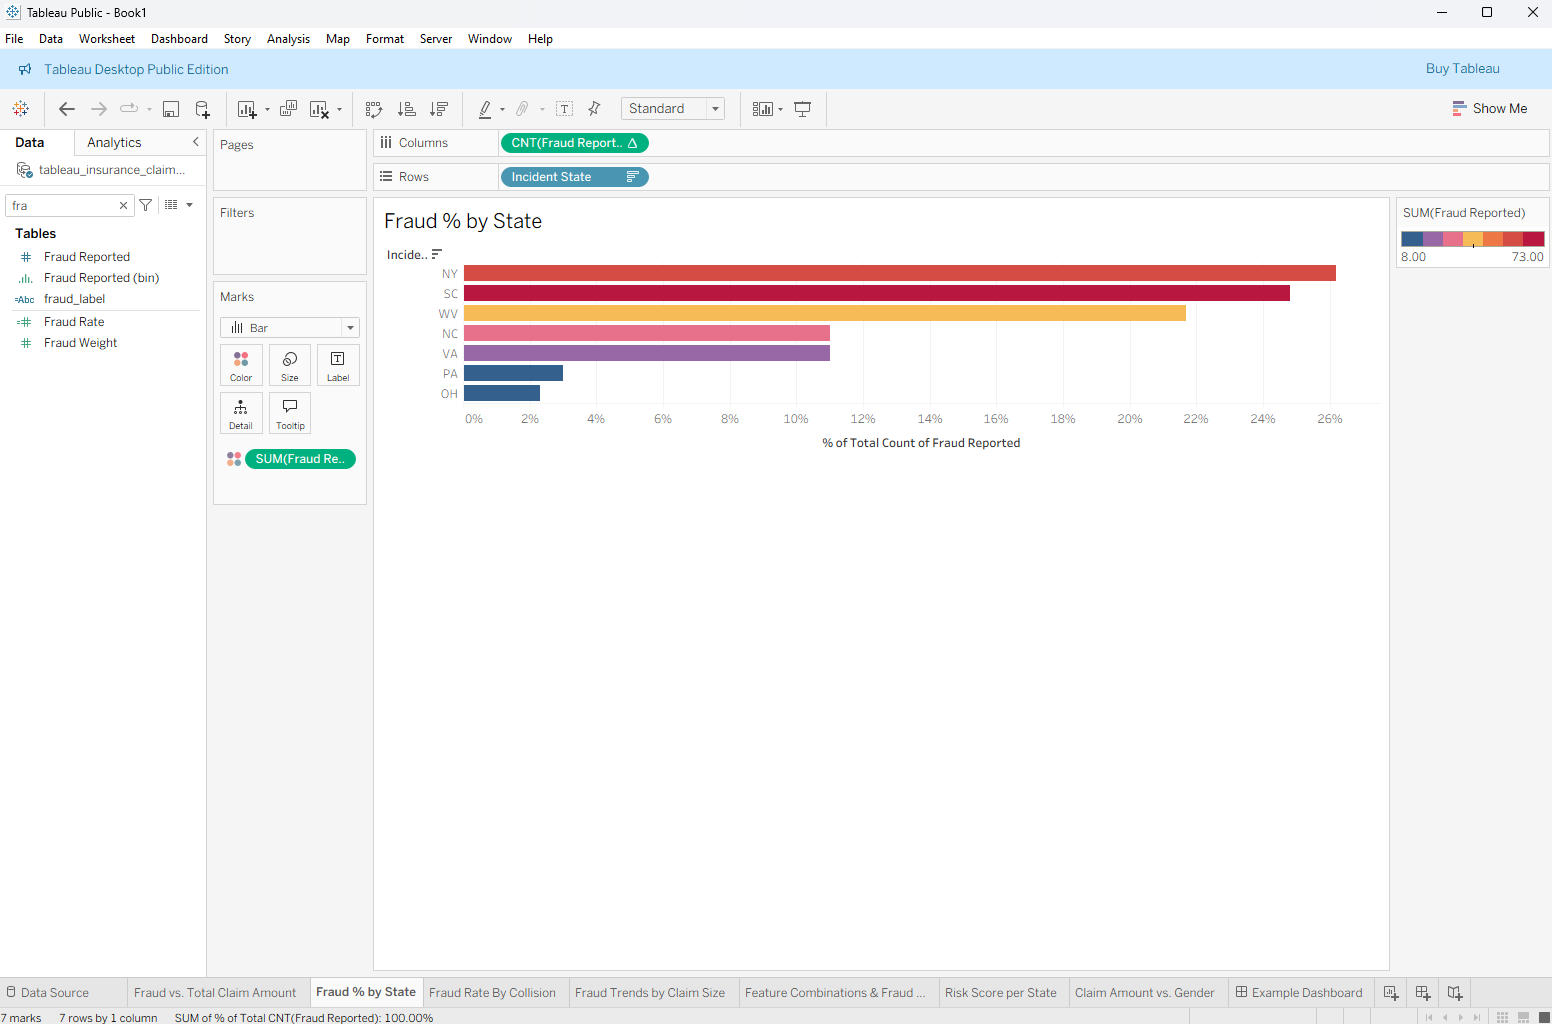 Tableau Public - Book1
File Data Worksheet Dashboard Story Analysis Map Format Server Window Help
Tableau Desktop Public Edition
Buy Tableau
Standard
Show Me
Data Analytics
tableau_insurance_claim...
fra
Tables
Fraud Reported
Fraud Reported (bin)
=Abc fraud_label
Fraud Rate
Fraud Weight
Pages
Filters
Marks
Bar
Color Size Label
Detail Tooltip
SUM(Fraud Re..
Columns CNT(Fraud Report..
Rows Incident State
Fraud % by State
Incide..
NY
SC
WV
NC
VA
PA
OH
0% 2% 4% 6% 8% 10% 12% 14% 16% 18% 20% 22% 24% 26%
% of Total Count of Fraud Reported
SUM(Fraud Reported)
8.00 73.00
Data Source Fraud vs. Total Claim Amount Fraud % by State Fraud Rate By Collision Fraud Trends by Claim Size Feature Combinations & Fraud ... Risk Score per State Claim Amount vs. Gender Example Dashboard
7 marks 7 rows by 1 column SUM of % of Total CNT(Fraud Reported): 100.00%